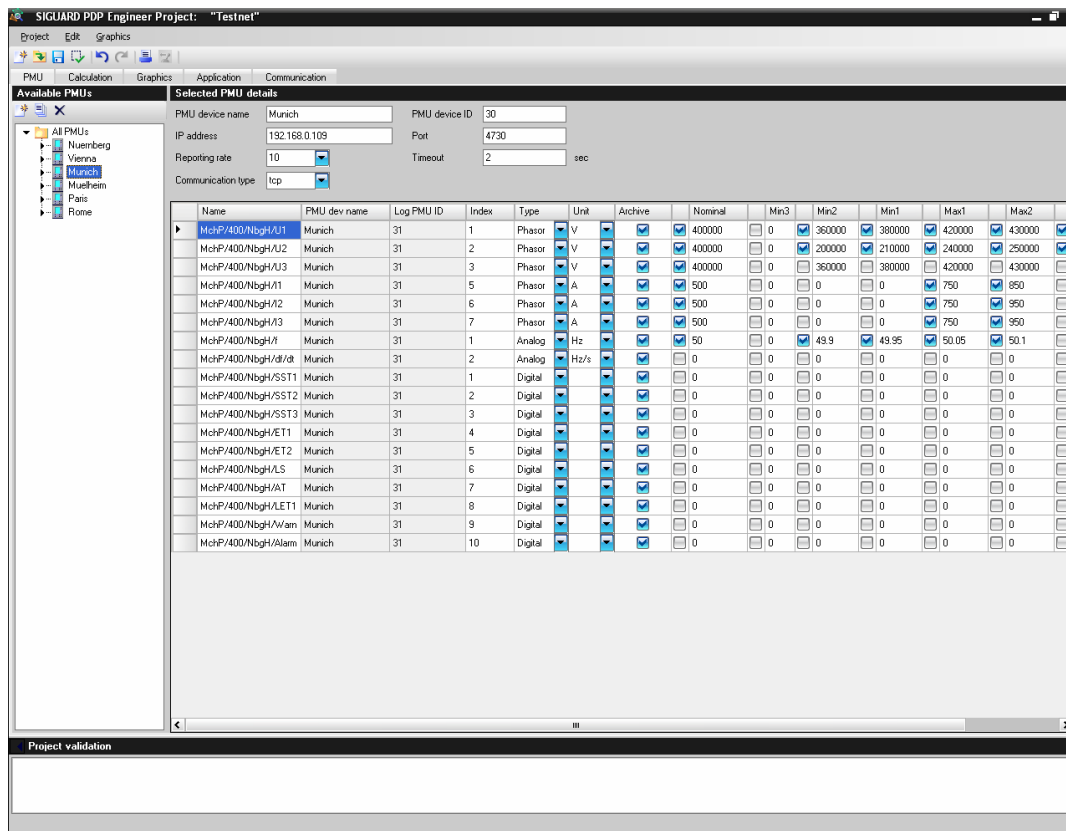 SIGUARD PDP Engineer Project: "Testnet"
Project Edit Graphics
PMU Calculation Graphics Application Communication
Available PMUs
All PMUs
Nuernberg
Vienna
Munich
Muelheim
Paris
Rome
Selected PMU details
PMU device name Munich PMU device ID 30
IP address 192.168.0.109 Port 4730
Reporting rate 10 Timeout 2 sec
Communication type tcp
Name PMU dev name Log PMU ID Index Type Unit Archive Nominal Min3 Min2 Min1 Max1 Max2
MchP/400/NbgH/U1 Munich 31 1 Phasor V 400000 0 360000 380000 420000 430000
MchP/400/NbgH/U2 Munich 31 2 Phasor V 400000 0 200000 210000 240000 250000
MchP/400/NbgH/U3 Munich 31 3 Phasor V 400000 0 360000 380000 420000 430000
MchP/400/NbgH/I1 Munich 31 5 Phasor A 500 0 0 0 750 850
MchP/400/NbgH/I2 Munich 31 6 Phasor A 500 0 0 0 750 950
MchP/400/NbgH/I3 Munich 31 7 Phasor A 500 0 0 0 750 950
MchP/400/NbgH/f Munich 31 1 Analog Hz 50 0 49.9 49.95 50.05 50.1
MchP/400/NbgH/df/dt Munich 31 2 Analog Hz/s 0 0 0 0 0 0
MchP/400/NbgH/SST1 Munich 31 1 Digital 0 0 0 0 0 0
MchP/400/NbgH/SST2 Munich 31 2 Digital 0 0 0 0 0 0
MchP/400/NbgH/SST3 Munich 31 3 Digital 0 0 0 0 0 0
MchP/400/NbgH/ET1 Munich 31 4 Digital 0 0 0 0 0 0
MchP/400/NbgH/ET2 Munich 31 5 Digital 0 0 0 0 0 0
MchP/400/NbgH/LS Munich 31 6 Digital 0 0 0 0 0 0
MchP/400/NbgH/AT Munich 31 7 Digital 0 0 0 0 0 0
MchP/400/NbgH/LET1 Munich 31 8 Digital 0 0 0 0 0 0
MchP/400/NbgH/Warn Munich 31 9 Digital 0 0 0 0 0 0
MchP/400/NbgH/Alarm Munich 31 10 Digital 0 0 0 0 0 0
Project validation